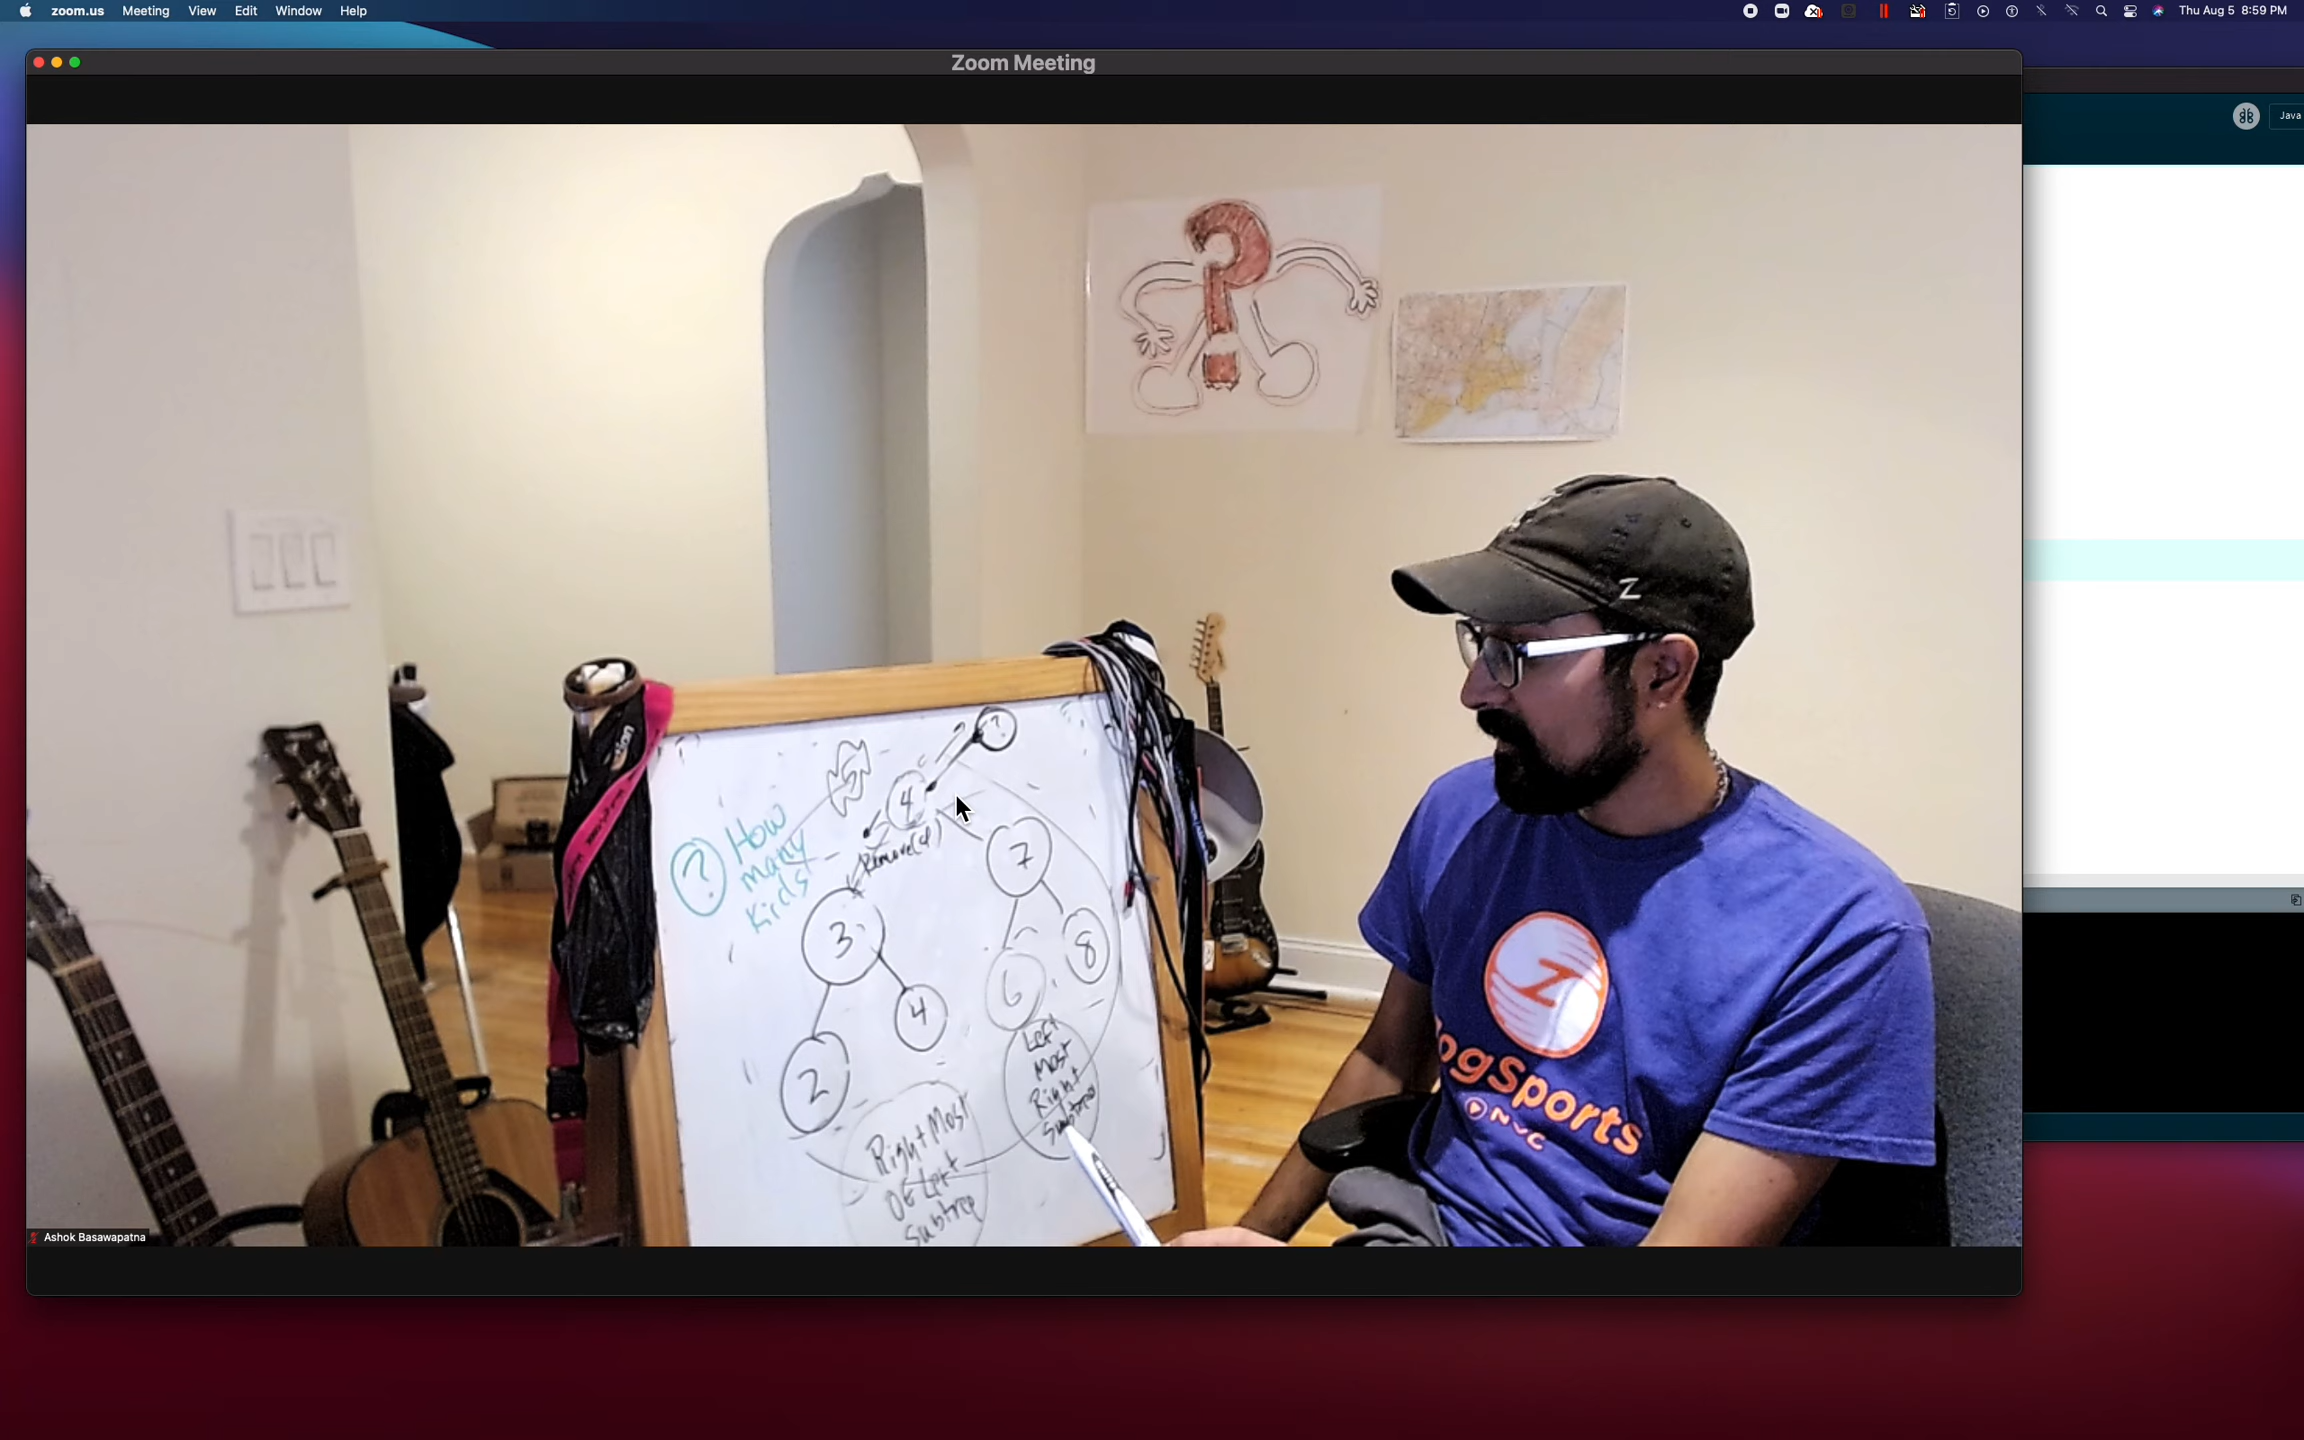 zoom.us Meeting View Edit Window Help
Thu Aug 5 8:59 PM
Zoom Meeting
Java
?
5
4
? How
many
kids
Remove(4)
7
3
8
6
4
2
Left
Most
Right
Subtree
Right Most
Of Left
Subtree
Z
Z
ogSports
NYC
Ashok Basawapatna